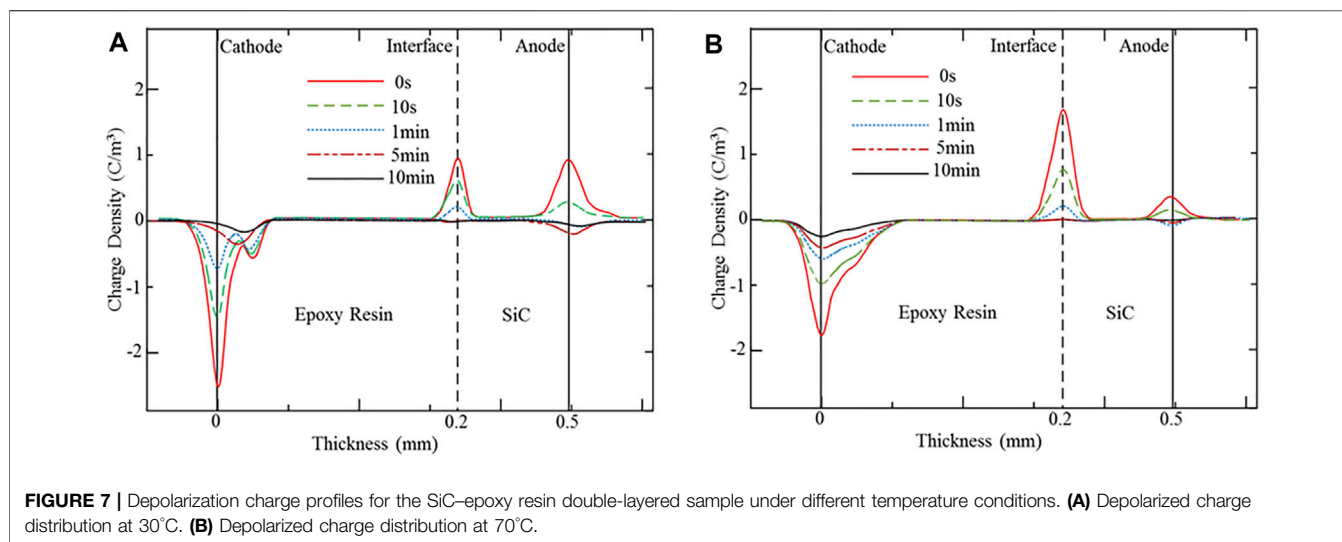 A
Cathode
Interface
Anode
0s
10s
1min
5min
10min
2
1
0
-1
-2
Charge Density (C/m³)
Epoxy Resin
SiC
0
0.2
0.5
Thickness (mm)
B
Cathode
Interface
Anode
0s
10s
1min
5min
10min
2
1
0
-1
-2
Charge Density (C/m³)
Epoxy Resin
SiC
0
0.2
0.5
Thickness (mm)
FIGURE 7 | Depolarization charge profiles for the SiC–epoxy resin double-layered sample under different temperature conditions. (A) Depolarized charge
distribution at 30°C. (B) Depolarized charge distribution at 70°C.